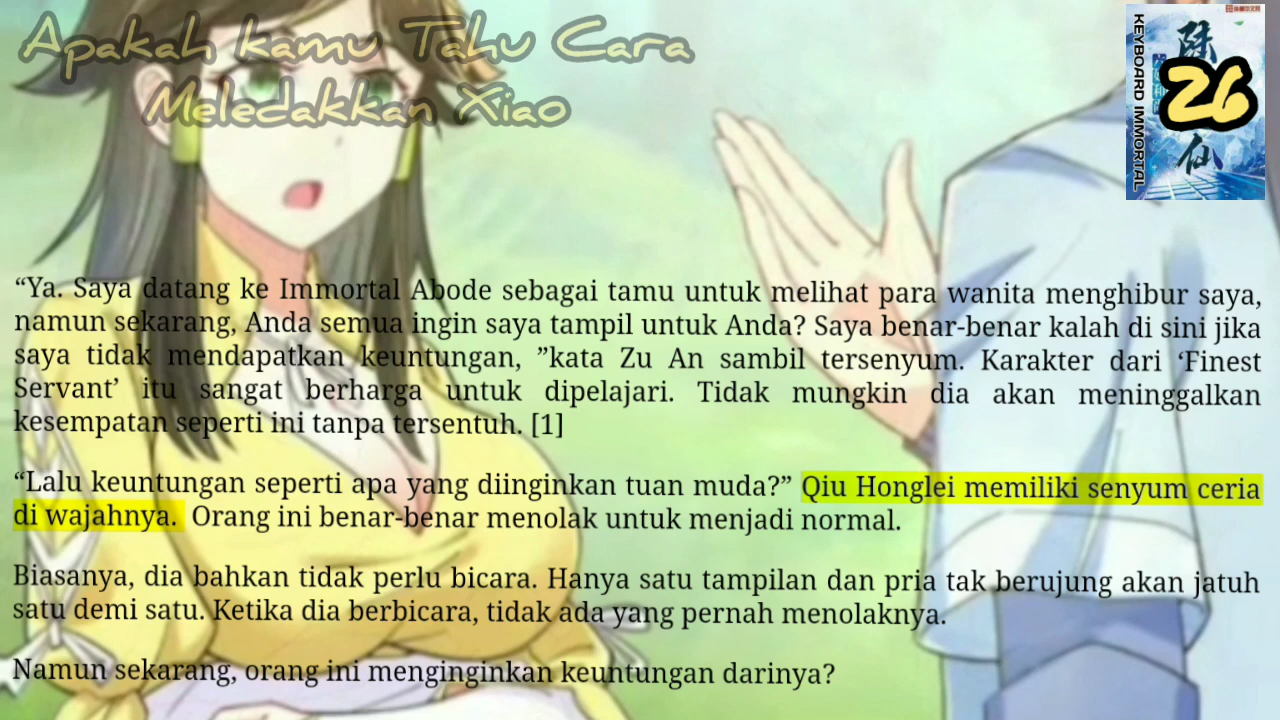 Apakah kamu Tahu Cara
Meledakkan Xiao
KEYBOARD IMMORTAL
26
仙
“Ya. Saya datang ke Immortal Abode sebagai tamu untuk melihat para wanita menghibur saya,
namun sekarang, Anda semua ingin saya tampil untuk Anda? Saya benar-benar kalah di sini jika
saya tidak mendapatkan keuntungan, ”kata Zu An sambil tersenyum. Karakter dari ‘Finest
Servant’ itu sangat berharga untuk dipelajari. Tidak mungkin dia akan meninggalkan
kesempatan seperti ini tanpa tersentuh. [1]
“Lalu keuntungan seperti apa yang diinginkan tuan muda?” Qiu Honglei memiliki senyum ceria
di wajahnya. Orang ini benar-benar menolak untuk menjadi normal.
Biasanya, dia bahkan tidak perlu bicara. Hanya satu tampilan dan pria tak berujung akan jatuh
satu demi satu. Ketika dia berbicara, tidak ada yang pernah menolaknya.
Namun sekarang, orang ini menginginkan keuntungan darinya?